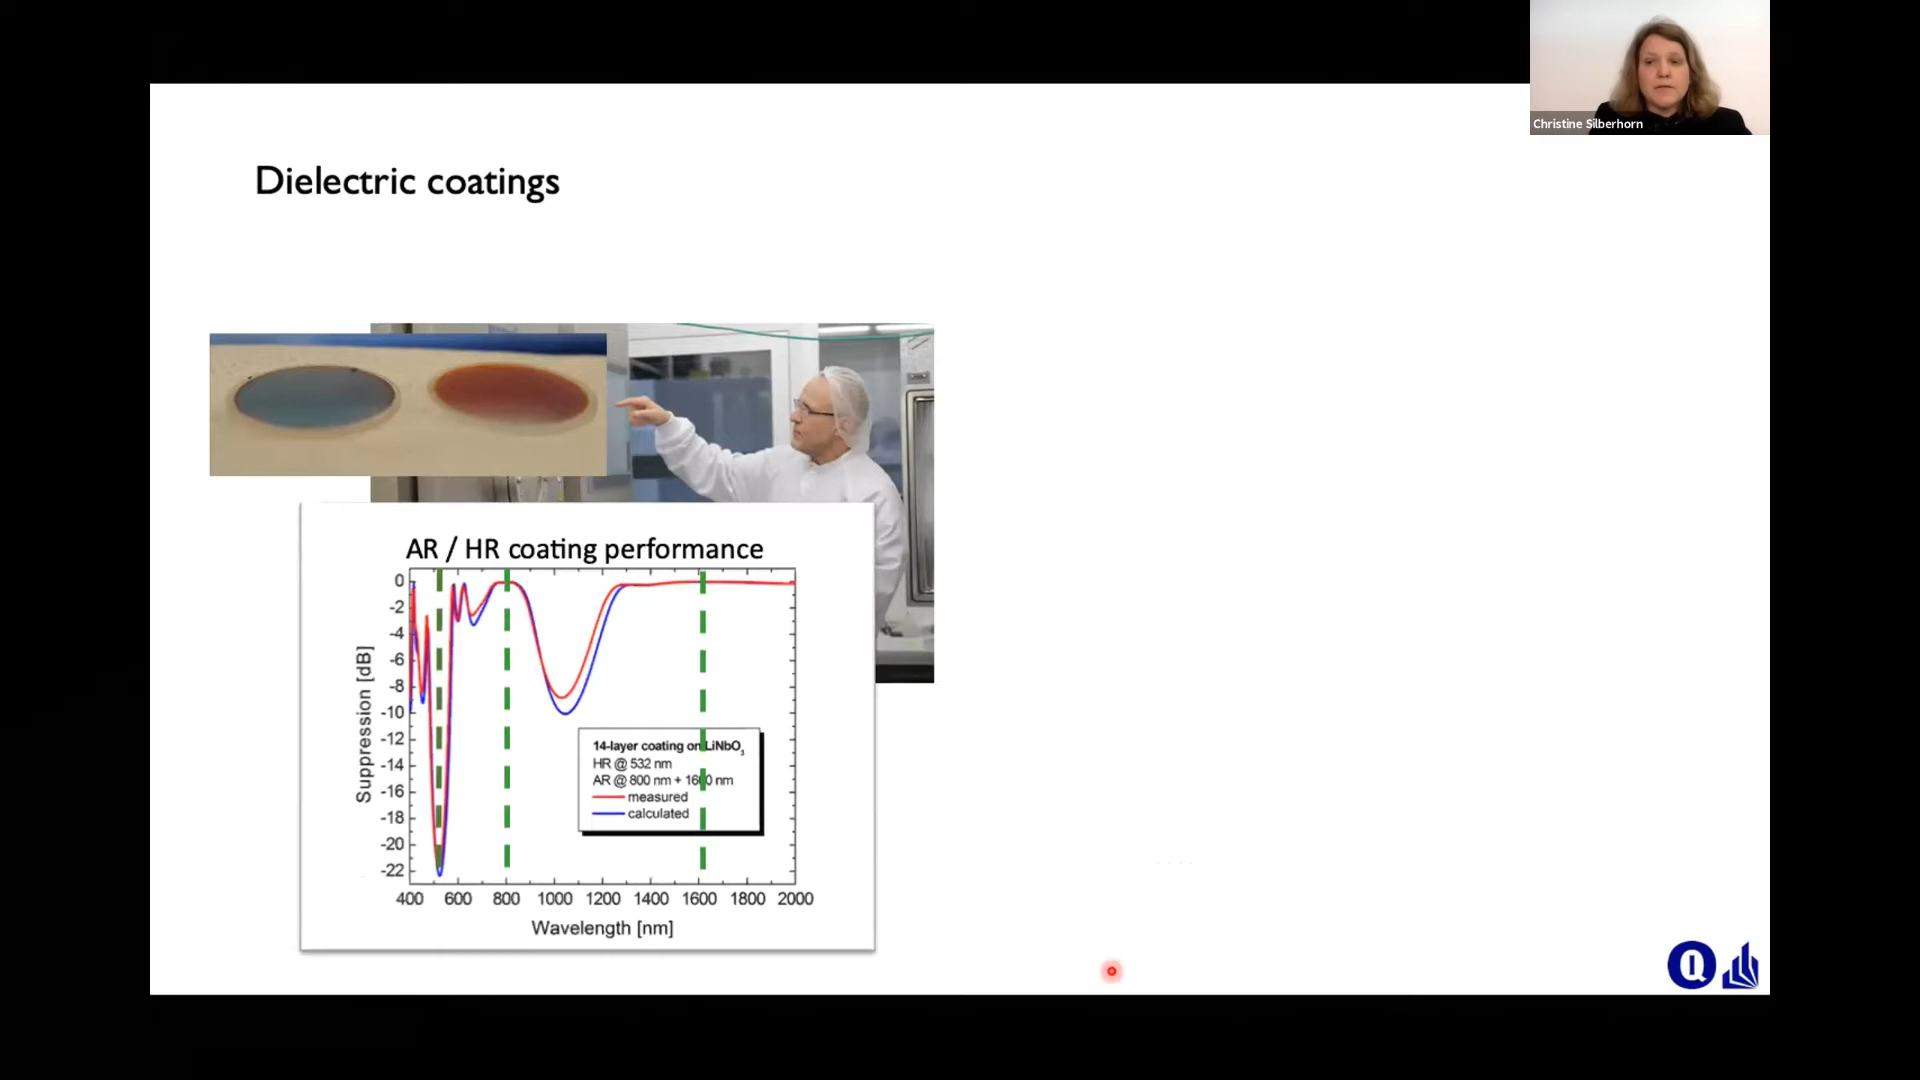 Christine Silberhorn
Dielectric coatings
AR / HR coating performance
0
-2
-4
-6
-8
-10
-12
-14
-16
-18
-20
-22
Suppression [dB]
14-layer coating on LiNbO3
HR @ 532 nm
AR @ 800 nm + 1600 nm
measured
calculated
400 600 800 1000 1200 1400 1600 1800 2000
Wavelength [nm]
Q